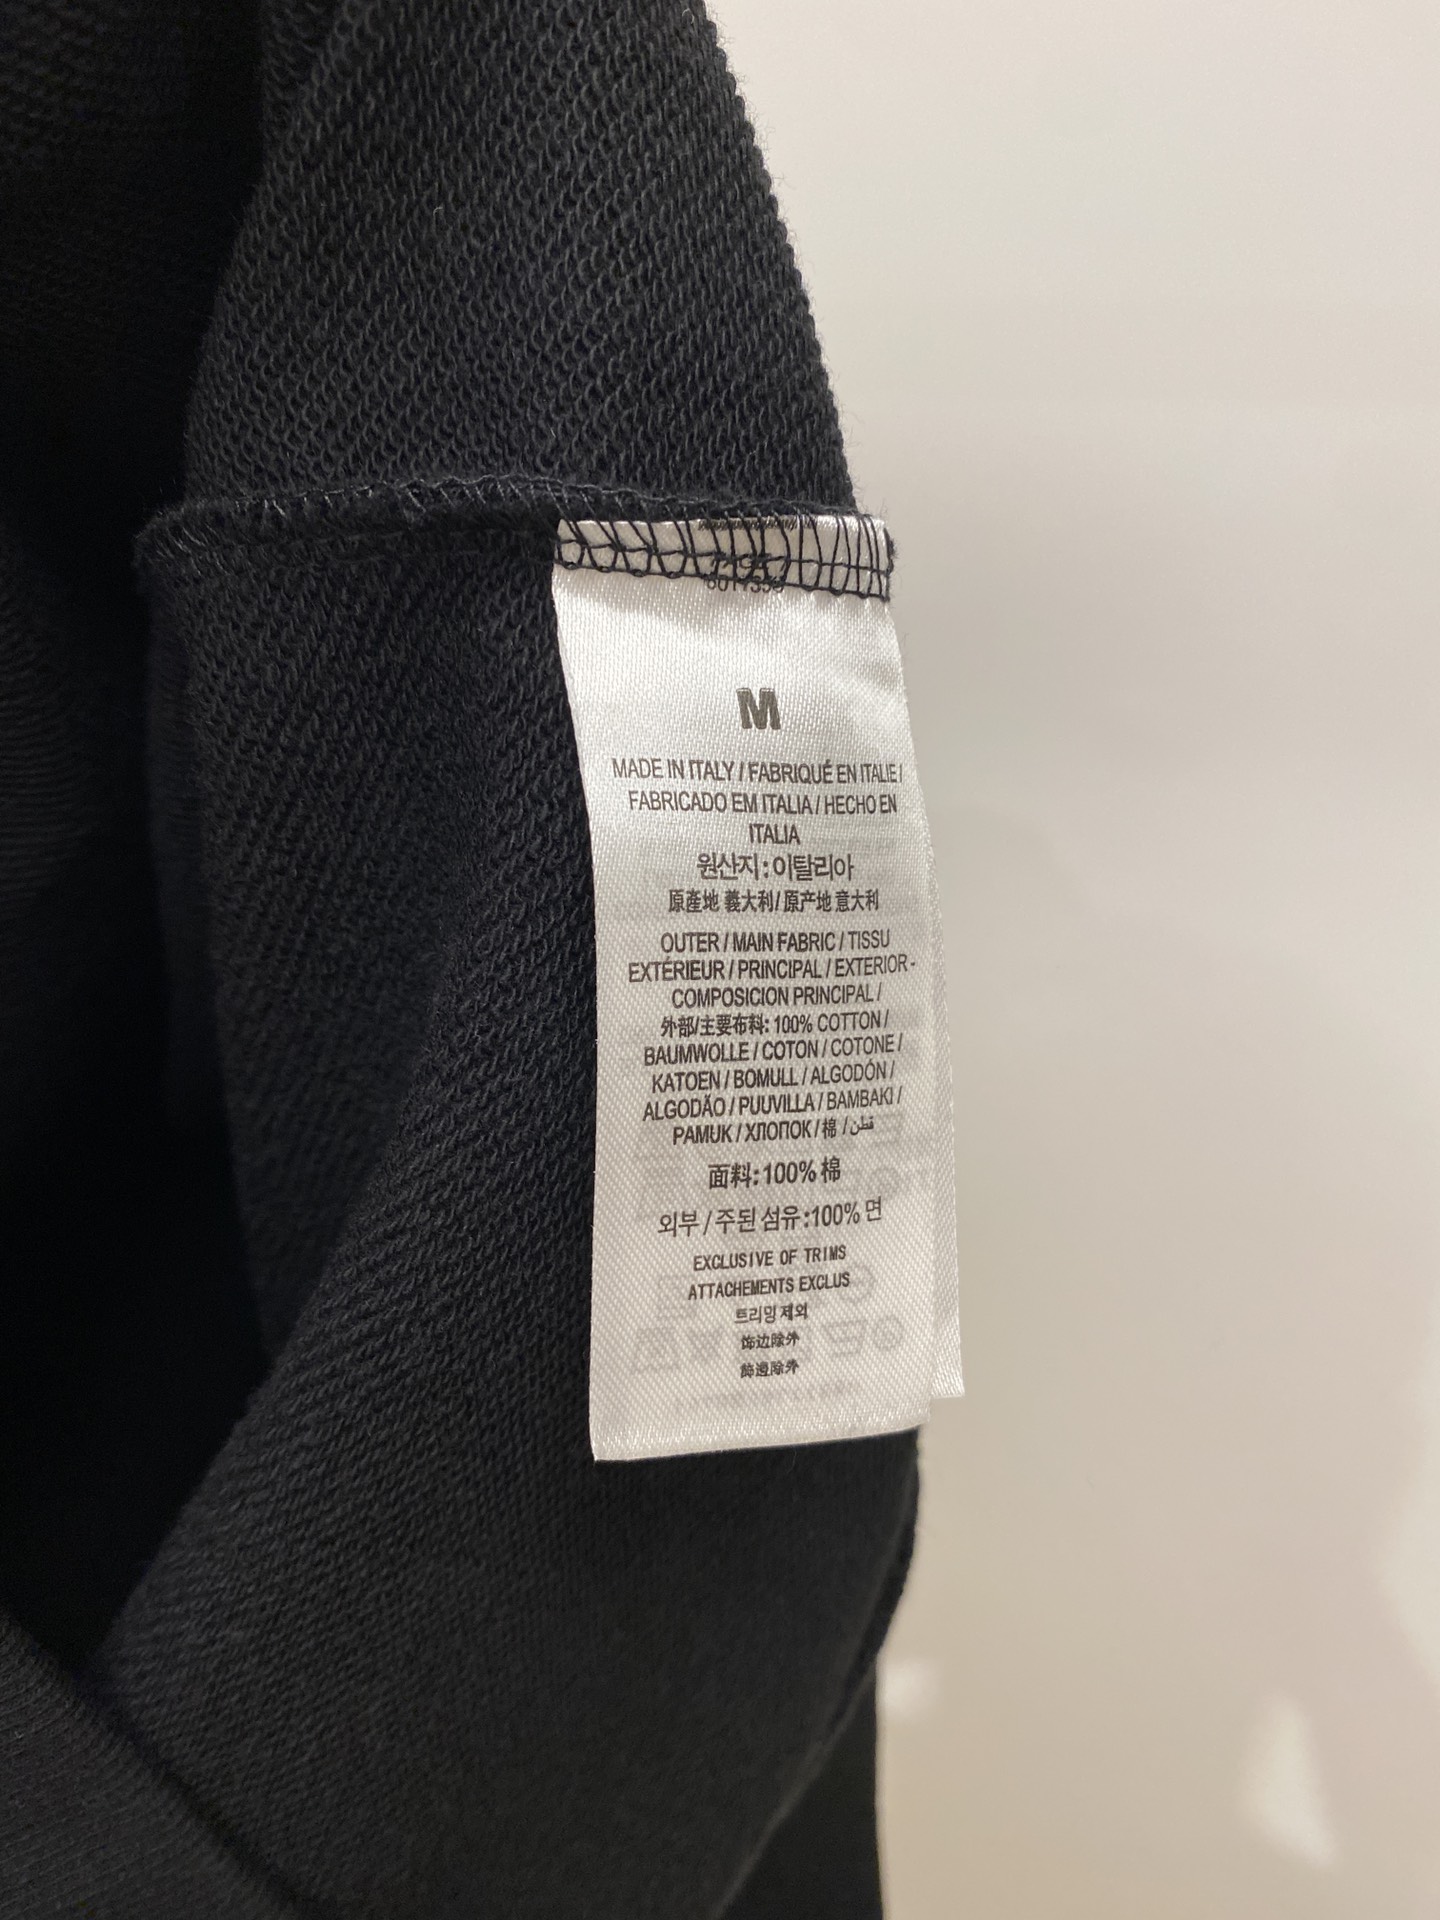 M
MADE IN ITALY / FABRIQUÉ EN ITALIE /
FABRICADO EM ITALIA / HECHO EN
ITALIA
원산지 : 이탈리아
原產地 義大利 / 原产地 意大利
OUTER / MAIN FABRIC / TISSU
EXTÉRIEUR / PRINCIPAL / EXTERIOR -
COMPOSICION PRINCIPAL /
外部/主要布料: 100% COTTON /
BAUMWOLLE / COTON / COTONE /
KATOEN / BOMULL / ALGODÓN /
ALGODÃO / PUUVILLA / BAMBAKI /
PAMUK / ХЛОПОК / 棉 / قطن
面料:100% 棉
외부 / 주된 섬유 :100% 면
EXCLUSIVE OF TRIMS
ATTACHEMENTS EXCLUS
트리밍 제외
饰边除外
飾邊除外